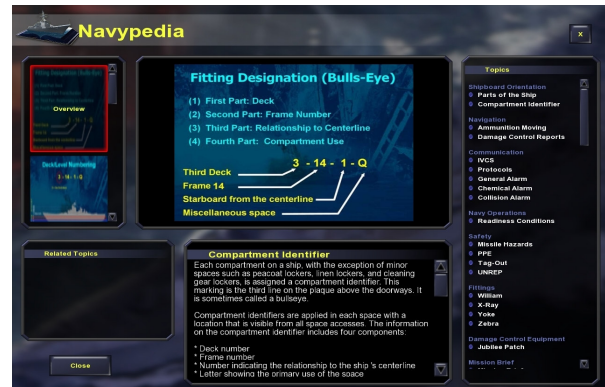 Navypedia
x
Overview
Deck/Level Numbering
3 - 14 - 1 - Q
Fitting Designation (Bulls-Eye)
(1) First Part: Deck
(2) Second Part: Frame Number
(3) Third Part: Relationship to Centerline
(4) Fourth Part: Compartment Use
3 - 14 - 1 - Q
Third Deck
Frame 14
Starboard from the centerline
Miscellaneous space
Related Topics
Close
Compartment Identifier
Each compartment on a ship, with the exception of minor
spaces such as peacoat lockers, linen lockers, and cleaning
gear lockers, is assigned a compartment identifier. This
marking is the third line on the plaque above the doorways. It
is sometimes called a bullseye.
Compartment identifiers are applied in each space with a
location that is visible from all space accesses. The information
on the compartment identifier includes four components:
* Deck number
* Frame number
* Number indicating the relationship to the ship 's centerline
* Letter showing the primary use of the space
Topics
Shipboard Orientation
Parts of the Ship
Compartment Identifier
Navigation
Ammunition Moving
Damage Control Reports
Communication
IVCS
Protocols
General Alarm
Chemical Alarm
Collision Alarm
Navy Operations
Readiness Conditions
Safety
Missile Hazards
PPE
Tag-Out
UNREP
Fittings
William
X-Ray
Yoke
Zebra
Damage Control Equipment
Jubilee Patch
Mission Brief